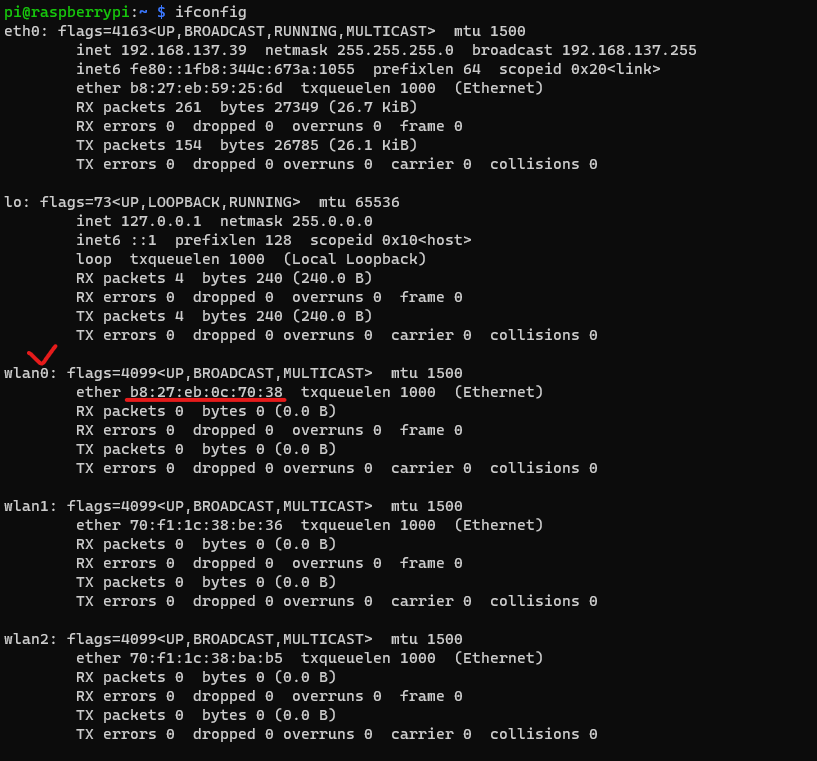 pi@raspberrypi:~ $ ifconfig
eth0: flags=4163<UP,BROADCAST,RUNNING,MULTICAST>  mtu 1500
        inet 192.168.137.39  netmask 255.255.255.0  broadcast 192.168.137.255
        inet6 fe80::1fb8:344c:673a:1055  prefixlen 64  scopeid 0x20<link>
        ether b8:27:eb:59:25:6d  txqueuelen 1000  (Ethernet)
        RX packets 261  bytes 27349 (26.7 KiB)
        RX errors 0  dropped 0  overruns 0  frame 0
        TX packets 154  bytes 26785 (26.1 KiB)
        TX errors 0  dropped 0 overruns 0  carrier 0  collisions 0

lo: flags=73<UP,LOOPBACK,RUNNING>  mtu 65536
        inet 127.0.0.1  netmask 255.0.0.0
        inet6 ::1  prefixlen 128  scopeid 0x10<host>
        loop  txqueuelen 1000  (Local Loopback)
        RX packets 4  bytes 240 (240.0 B)
        RX errors 0  dropped 0  overruns 0  frame 0
        TX packets 4  bytes 240 (240.0 B)
        TX errors 0  dropped 0 overruns 0  carrier 0  collisions 0

wlan0: flags=4099<UP,BROADCAST,MULTICAST>  mtu 1500
        ether b8:27:eb:0c:70:38  txqueuelen 1000  (Ethernet)
        RX packets 0  bytes 0 (0.0 B)
        RX errors 0  dropped 0  overruns 0  frame 0
        TX packets 0  bytes 0 (0.0 B)
        TX errors 0  dropped 0 overruns 0  carrier 0  collisions 0

wlan1: flags=4099<UP,BROADCAST,MULTICAST>  mtu 1500
        ether 70:f1:1c:38:be:36  txqueuelen 1000  (Ethernet)
        RX packets 0  bytes 0 (0.0 B)
        RX errors 0  dropped 0  overruns 0  frame 0
        TX packets 0  bytes 0 (0.0 B)
        TX errors 0  dropped 0 overruns 0  carrier 0  collisions 0

wlan2: flags=4099<UP,BROADCAST,MULTICAST>  mtu 1500
        ether 70:f1:1c:38:ba:b5  txqueuelen 1000  (Ethernet)
        RX packets 0  bytes 0 (0.0 B)
        RX errors 0  dropped 0  overruns 0  frame 0
        TX packets 0  bytes 0 (0.0 B)
        TX errors 0  dropped 0 overruns 0  carrier 0  collisions 0